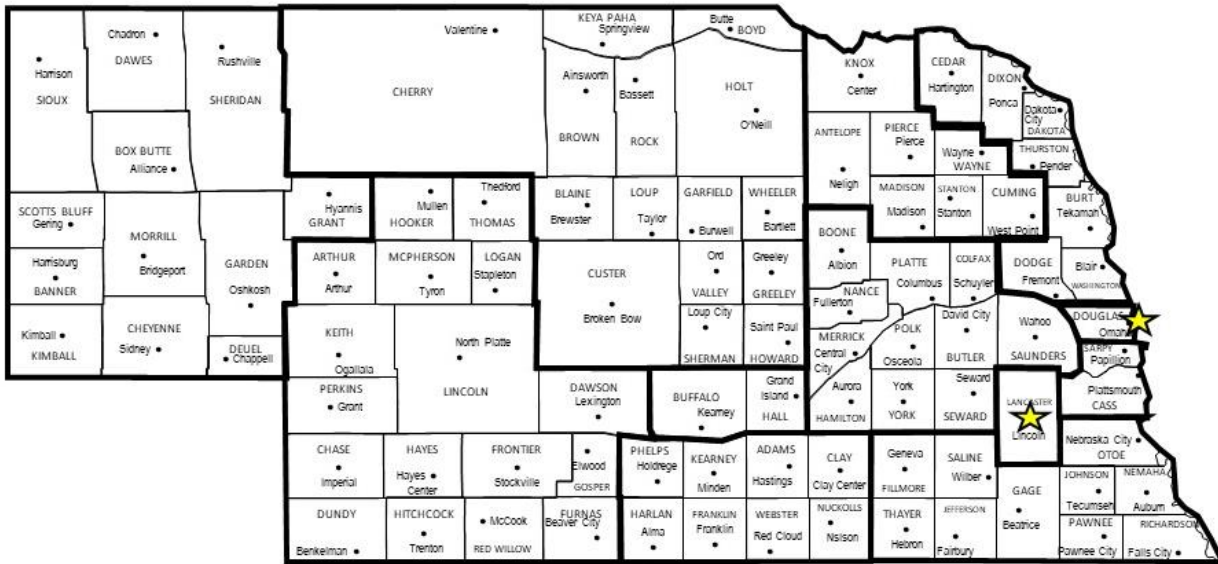 Chadron
DAWES
Harrison
SIOUX
Rushville
SHERIDAN
BOX BUTTE
Alliance
SCOTTS BLUFF
Gering
MORRILL
Bridgeport
Harrisburg
BANNER
GARDEN
Oshkosh
Kimball
KIMBALL
CHEYENNE
Sidney
DEUEL
Chappell
Valentine
CHERRY
KEYA PAHA
Springview
Butte
BOYD
Ainsworth
BROWN
Bassett
ROCK
HOLT
O'Neill
Hyannis
GRANT
Mullen
HOOKER
Thedford
THOMAS
BLAINE
Brewster
LOUP
Taylor
GARFIELD
Burwell
WHEELER
Bartlett
ARTHUR
Arthur
MCPHERSON
Tyron
LOGAN
Stapleton
CUSTER
Broken Bow
Ord
VALLEY
Greeley
GREELEY
Loup City
SHERMAN
Saint Paul
HOWARD
KEITH
Ogallala
North Platte
LINCOLN
PERKINS
Grant
DAWSON
Lexington
BUFFALO
Kearney
Grand
Island
HALL
CHASE
Imperial
HAYES
Hayes
Center
FRONTIER
Stockville
Elwood
GOSPER
PHELPS
Holdrege
KEARNEY
Minden
ADAMS
Hastings
CLAY
Clay Center
DUNDY
Benkelman
HITCHCOCK
Trenton
McCook
RED WILLOW
FURNAS
Beaver City
HARLAN
Alma
FRANKLIN
Franklin
WEBSTER
Red Cloud
NUCKOLLS
Nelson
KNOX
Center
CEDAR
Hartington
DIXON
Ponca
Dakota
City
DAKOTA
ANTELOPE
Neligh
PIERCE
Pierce
Wayne
WAYNE
THURSTON
Pender
MADISON
Madison
STANTON
Stanton
CUMING
West Point
BURT
Tekamah
BOONE
Albion
PLATTE
Columbus
COLFAX
Schuyler
DODGE
Fremont
Blair
WASHINGTON
NANCE
Fullerton
MERRICK
Central
City
POLK
Osceola
David City
BUTLER
Wahoo
SAUNDERS
DOUGLAS
Omaha
SARPY
Papillion
Plattsmouth
CASS
Aurora
HAMILTON
York
YORK
Seward
SEWARD
LANCASTER
Lincoln
Nebraska City
OTOE
Geneva
FILLMORE
SALINE
Wilber
GAGE
Beatrice
JOHNSON
Tecumseh
NEMAHA
Auburn
THAYER
Hebron
JEFFERSON
Fairbury
PAWNEE
Pawnee City
RICHARDSON
Falls City